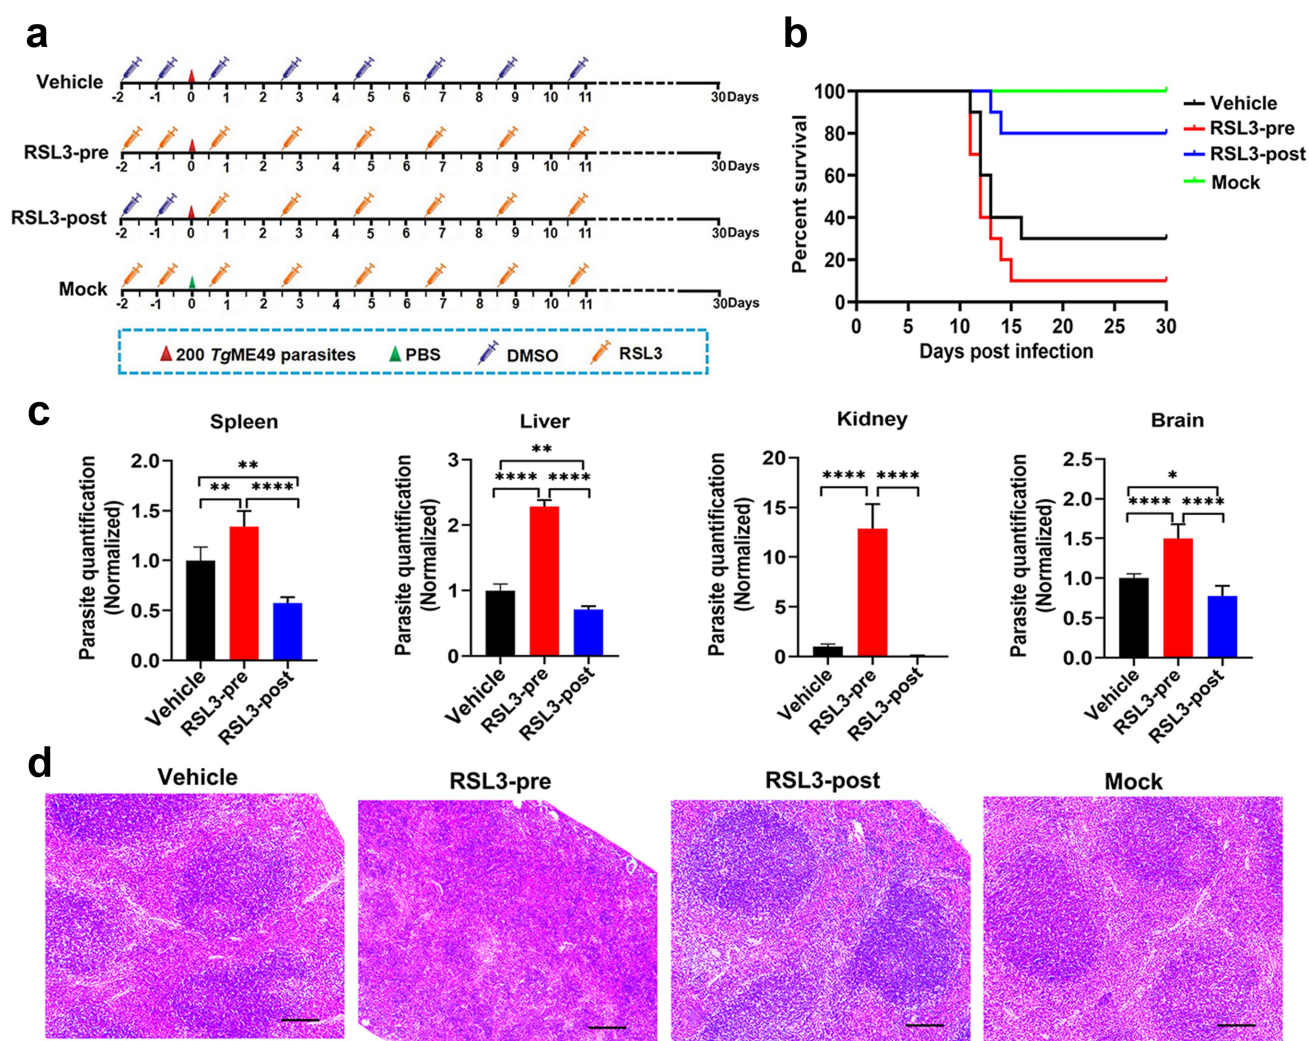 a
Vehicle
-2 -1 0 1 2 3 4 5 6 7 8 9 10 11 30Days
RSL3-pre
-2 -1 0 1 2 3 4 5 6 7 8 9 10 11 30Days
RSL3-post
-2 -1 0 1 2 3 4 5 6 7 8 9 10 11 30Days
Mock
-2 -1 0 1 2 3 4 5 6 7 8 9 10 11 30Days
200 TgME49 parasites PBS DMSO RSL3
b
Percent survival
100
80
60
40
20
0
0 5 10 15 20 25 30
Days post infection
Vehicle
RSL3-pre
RSL3-post
Mock
c
Spleen
Parasite quantification
(Normalized)
2.0
1.5
1.0
0.5
0.0
**
** ****
Vehicle
RSL3-pre
RSL3-post
Liver
Parasite quantification
(Normalized)
3
2
1
0
**
**** ****
Vehicle
RSL3-pre
RSL3-post
Kidney
Parasite quantification
(Normalized)
20
15
10
5
0
**** ****
Vehicle
RSL3-pre
RSL3-post
Brain
Parasite quantification
(Normalized)
2.5
2.0
1.5
1.0
0.5
0.0
*
**** ****
Vehicle
RSL3-pre
RSL3-post
d
Vehicle
RSL3-pre
RSL3-post
Mock